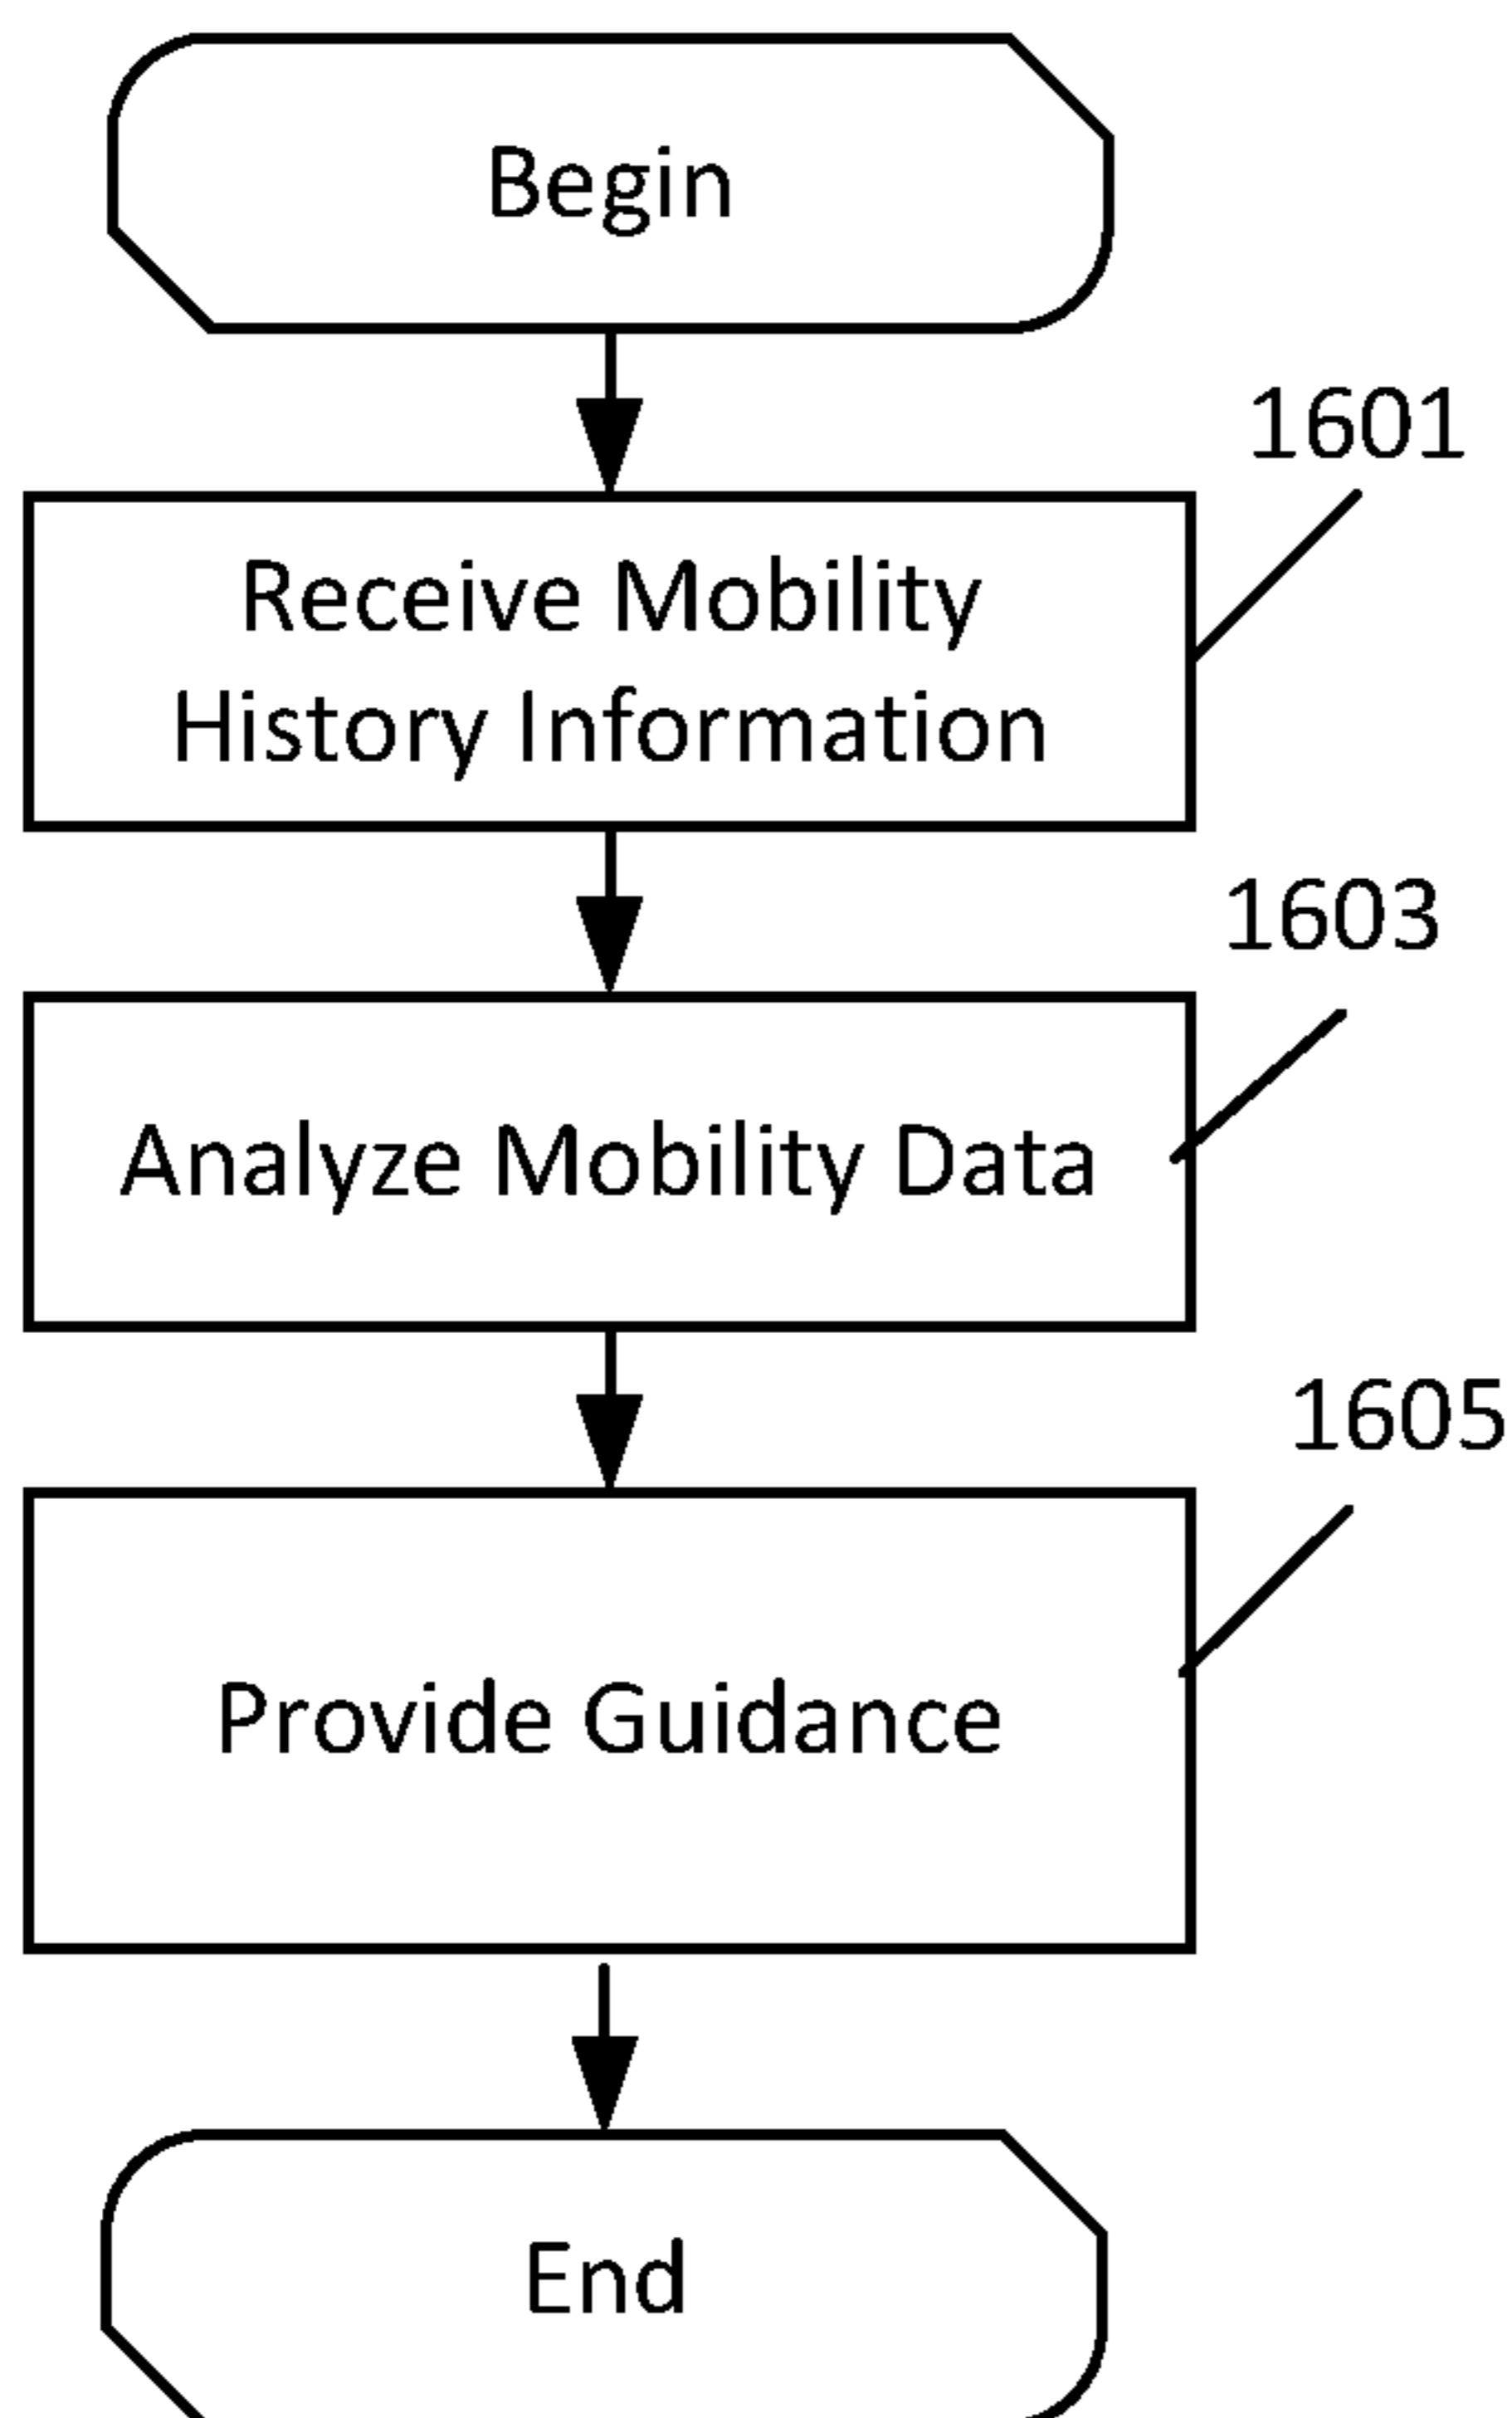 Begin
1601
Receive Mobility
History Information
1603
Analyze Mobility Data
1605
Provide Guidance
End